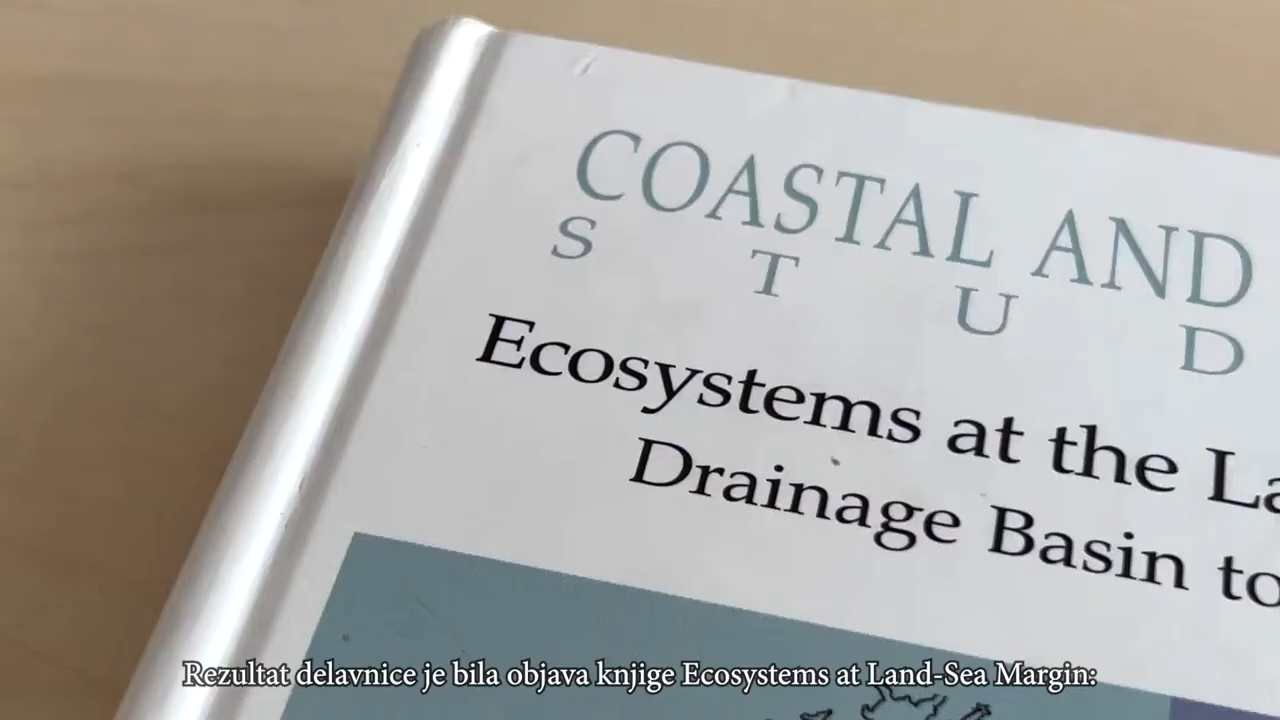 COASTAL AND
S T U D
Ecosystems at the La
Drainage Basin to
Rezultat delavnice je bila objava knjige Ecosystems at Land-Sea Margin: